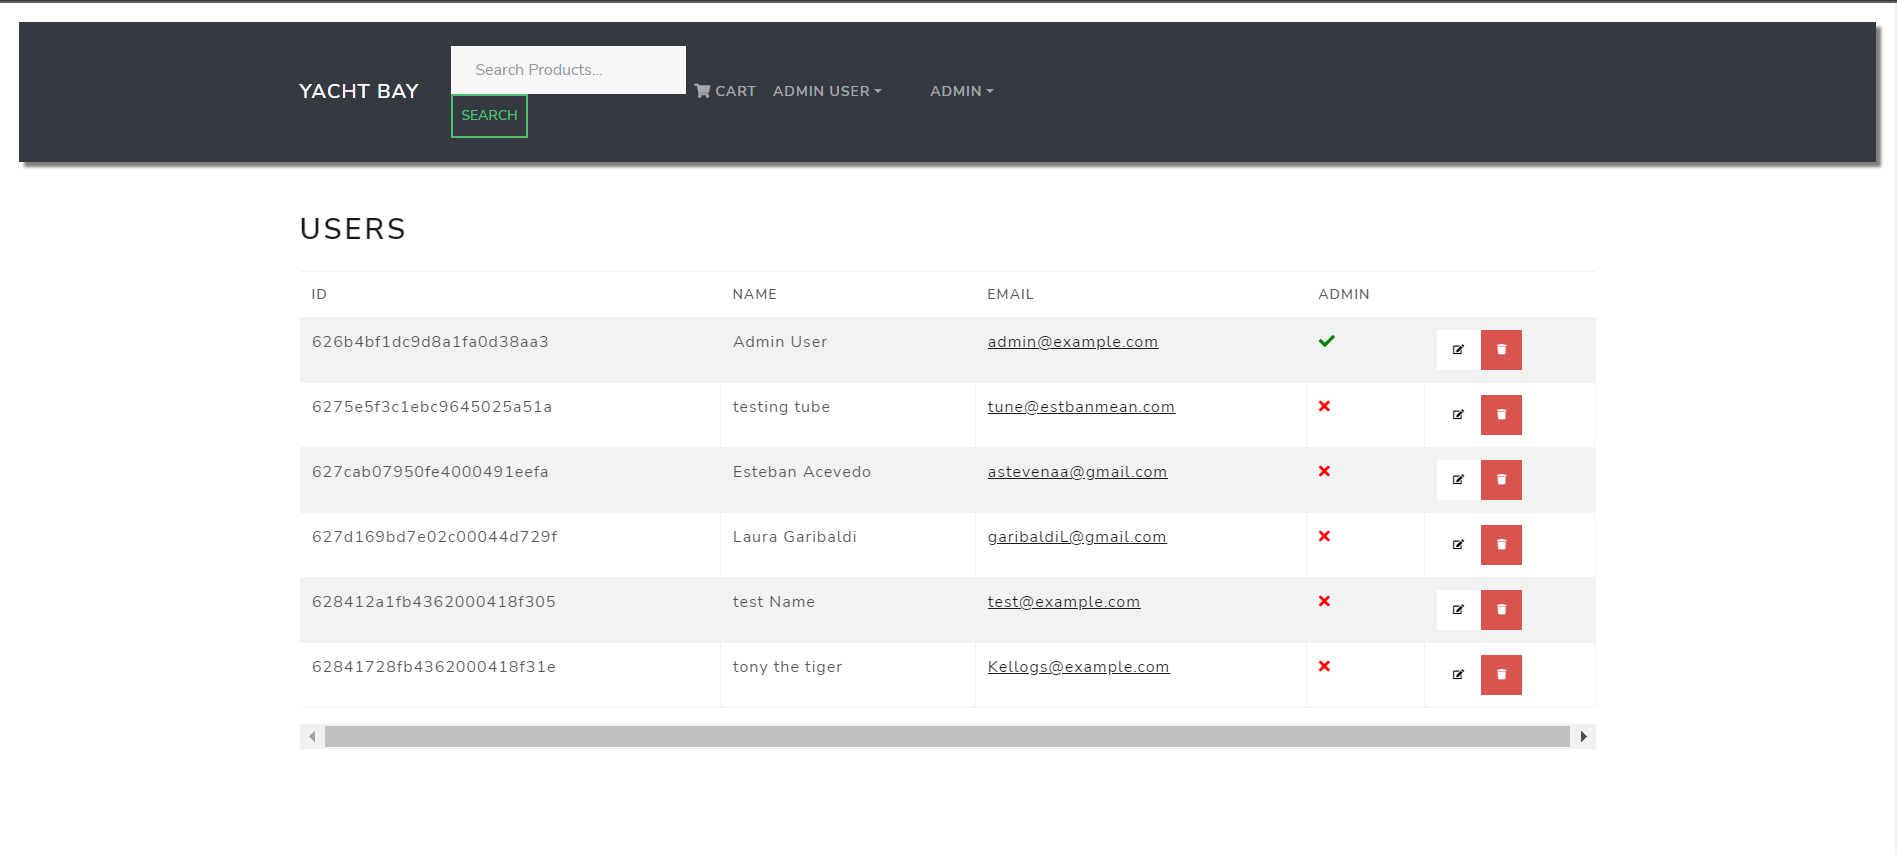 YACHT BAY
Search Products...
SEARCH
CART
ADMIN USER
ADMIN
USERS
ID NAME EMAIL ADMIN
626b4bf1dc9d8a1fa0d38aa3 Admin User admin@example.com
6275e5f3c1ebc9645025a51a testing tube tune@estbanmean.com
627cab07950fe4000491eefa Esteban Acevedo astevenaa@gmail.com
627d169bd7e02c00044d729f Laura Garibaldi garibaldiL@gmail.com
628412a1fb4362000418f305 test Name test@example.com
62841728fb4362000418f31e tony the tiger Kellogs@example.com